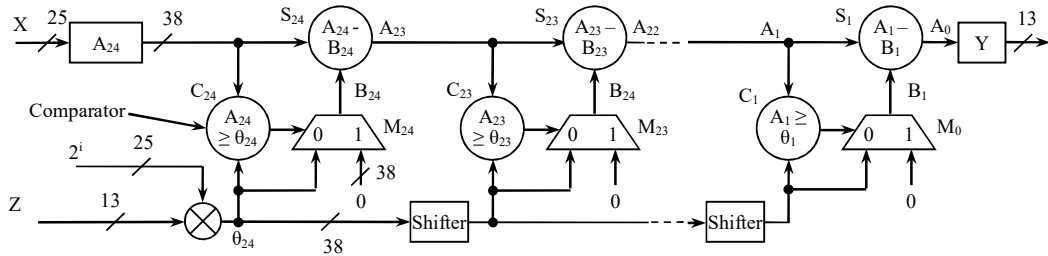 X 25 A24 38 S24 A24 - B24 A23 S23 A23 – B23 A22 A1 S1 A1 – B1 A0 Y 13
C24 B24 C23 B24 C1 B1
Comparator A24 ≥ θ24 0 1 M24 A23 ≥ θ23 0 1 M23 A1 ≥ θ1 0 1 M0
2^i 25 38
0 0 0
Z 13 θ24 38 Shifter Shifter